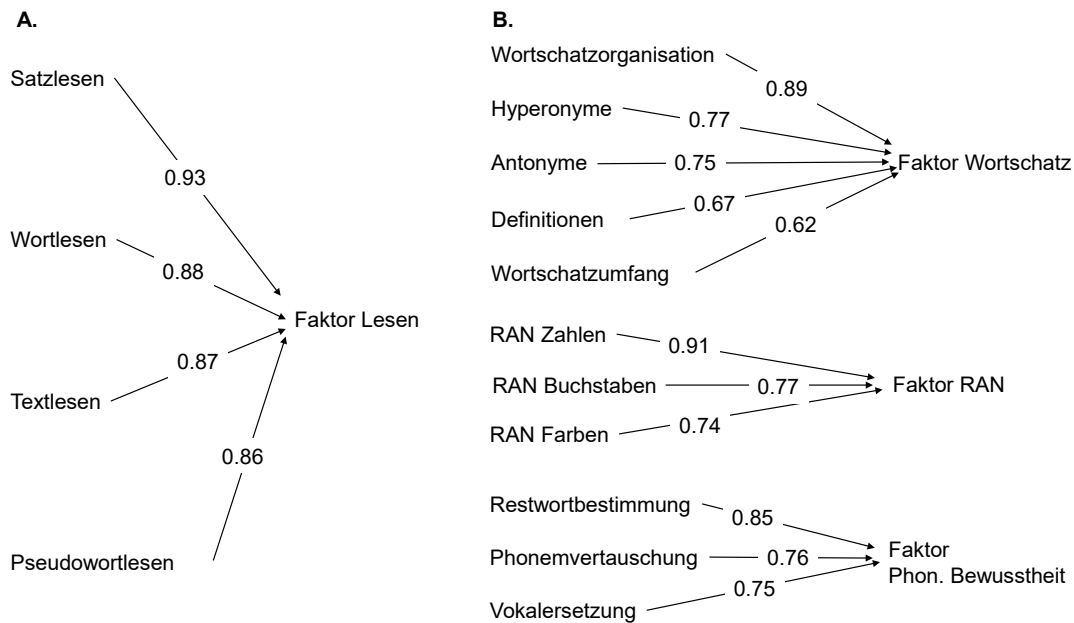 A.
Satzlesen
0.93
Wortlesen
0.88
Faktor Lesen
0.87
Textlesen
0.86
Pseudowortlesen
B.
Wortschatzorganisation
0.89
Hyperonyme
0.77
Antonyme
0.75
Faktor Wortschatz
Definitionen
0.67
0.62
Wortschatzumfang
RAN Zahlen
0.91
RAN Buchstaben
0.77
Faktor RAN
RAN Farben
0.74
Restwortbestimmung
0.85
Phonemvertauschung
0.76
Faktor
Phon. Bewusstheit
0.75
Vokalersetzung